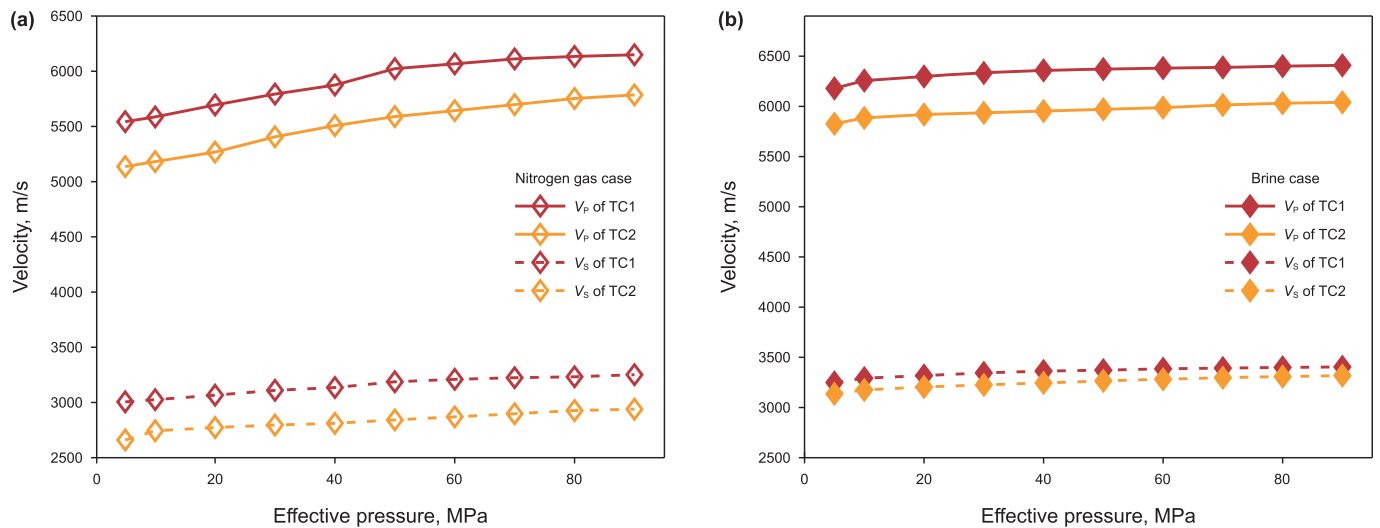 (a)
6500
6000
5500
5000
4500
4000
3500
3000
2500
0
20
40
60
80
Velocity, m/s
Effective pressure, MPa
Nitrogen gas case
VP of TC1
VP of TC2
VS of TC1
VS of TC2
(b)
6500
6000
5500
5000
4500
4000
3500
3000
2500
0
20
40
60
80
Velocity, m/s
Effective pressure, MPa
Brine case
VP of TC1
VP of TC2
VS of TC1
VS of TC2